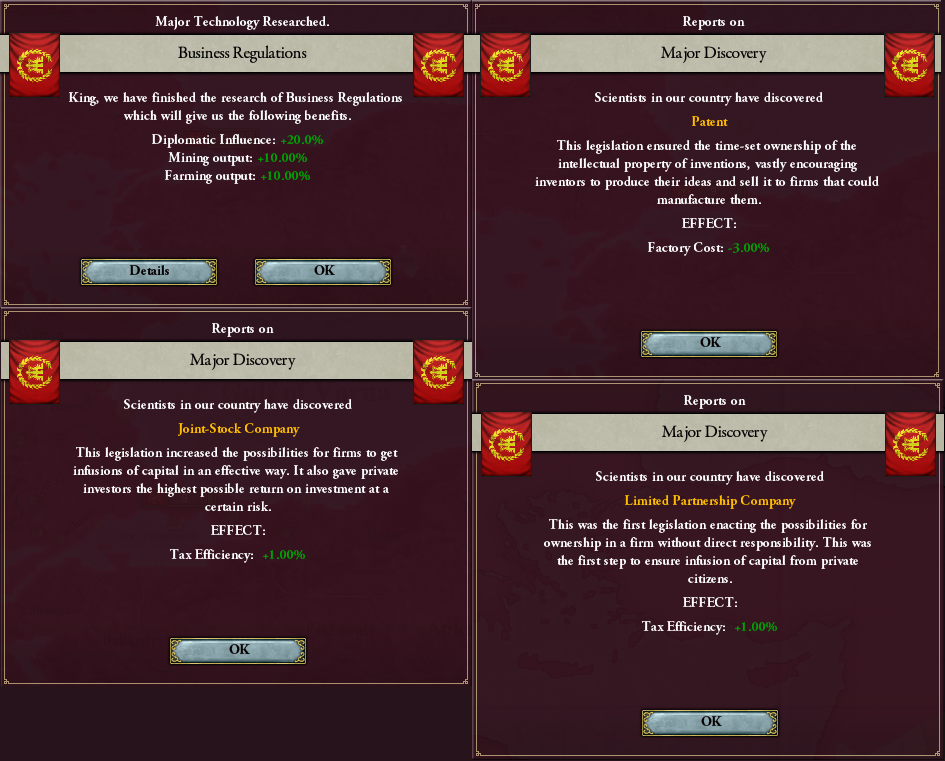 Major Technology Researched.
Business Regulations
King, we have finished the research of Business Regulations
which will give us the following benefits.
Diplomatic Influence: +20.0%
Mining output: +10.00%
Farming output: +10.00%
Details
OK
Reports on
Major Discovery
Scientists in our country have discovered
Patent
This legislation ensured the time-set ownership of the
intellectual property of inventions, vastly encouraging
inventors to produce their ideas and sell it to firms that could
manufacture them.
EFFECT:
Factory Cost: -3.00%
OK
Reports on
Major Discovery
Scientists in our country have discovered
Joint-Stock Company
This legislation increased the possibilities for firms to get
infusions of capital in an effective way. It also gave private
investors the highest possible return on investment at a
certain risk.
EFFECT:
Tax Efficiency: +1.00%
OK
Reports on
Major Discovery
Scientists in our country have discovered
Limited Partnership Company
This was the first legislation enacting the possibilities for
ownership in a firm without direct responsibility. This was
the first step to ensure infusion of capital from private
citizens.
EFFECT:
Tax Efficiency: +1.00%
OK